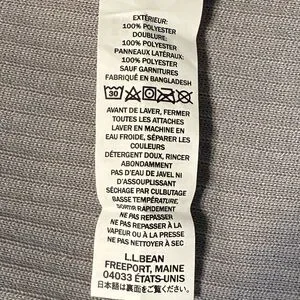 EXTÉRIEUR:
100% POLYESTER
DOUBLURE:
100% POLYESTER
PANNEAUX LATÉRAUX:
100% POLYESTER
SAUF GARNITURES
FABRIQUÉ EN BANGLADESH
30
AVANT DE LAVER, FERMER
TOUTES LES ATTACHES
LAVER EN MACHINE EN
EAU FROIDE, SÉPARER LES
COULEURS
DÉTERGENT DOUX, RINCER
ABONDAMMENT
PAS D'EAU DE JAVEL NI
D'ASSOUPLISSANT
SÉCHAGE PAR CULBUTAGE
BASSE TEMPÉRATURE
SORTIR RAPIDEMENT
NE PAS REPASSER
NE PAS REPASSER À LA
VAPEUR OU À LA PRESSE
NE PAS NETTOYER À SEC
L.L.BEAN
FREEPORT, MAINE
04033 ÉTATS-UNIS
日本語は裏面をご覧ください